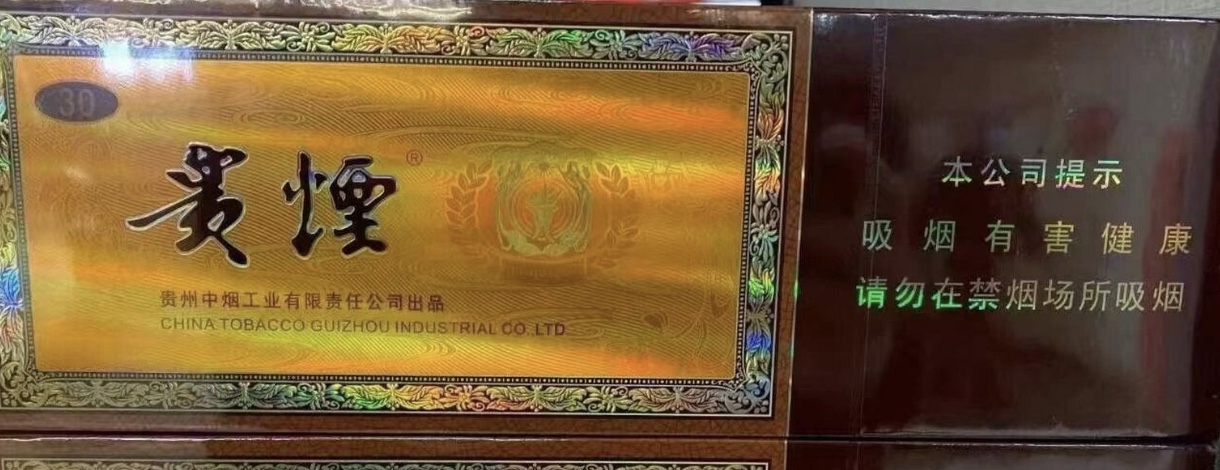 30
贵煙®
贵州中烟工业有限责任公司出品
CHINA TOBACCO GUIZHOU INDUSTRIAL CO.LTD
本公司提示
吸烟有害健康
请勿在禁烟场所吸烟